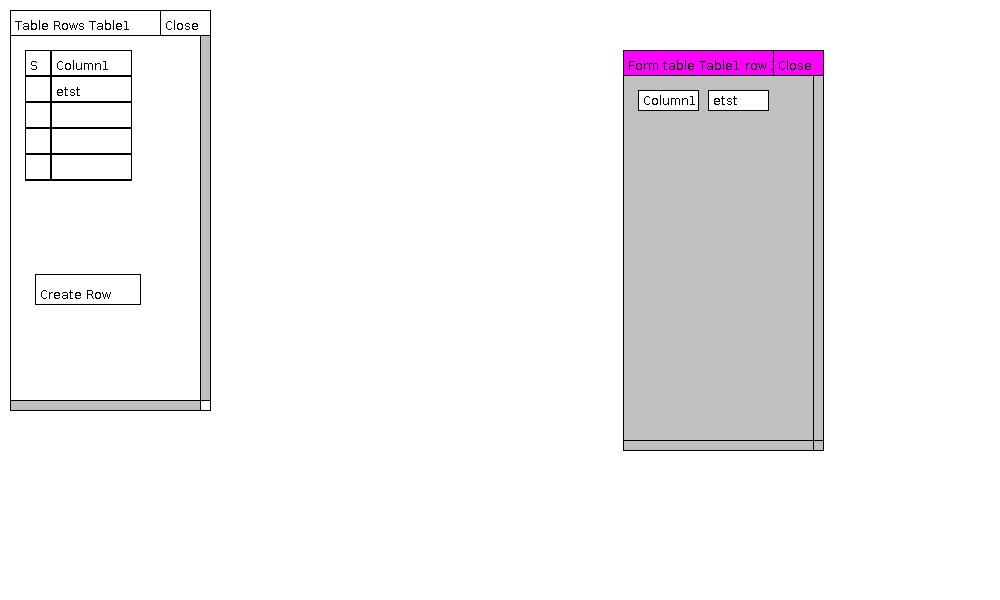 Table Rows Table1 Close
S Column1
etst
Create Row
Form table Table1 row Close
Column1 etst